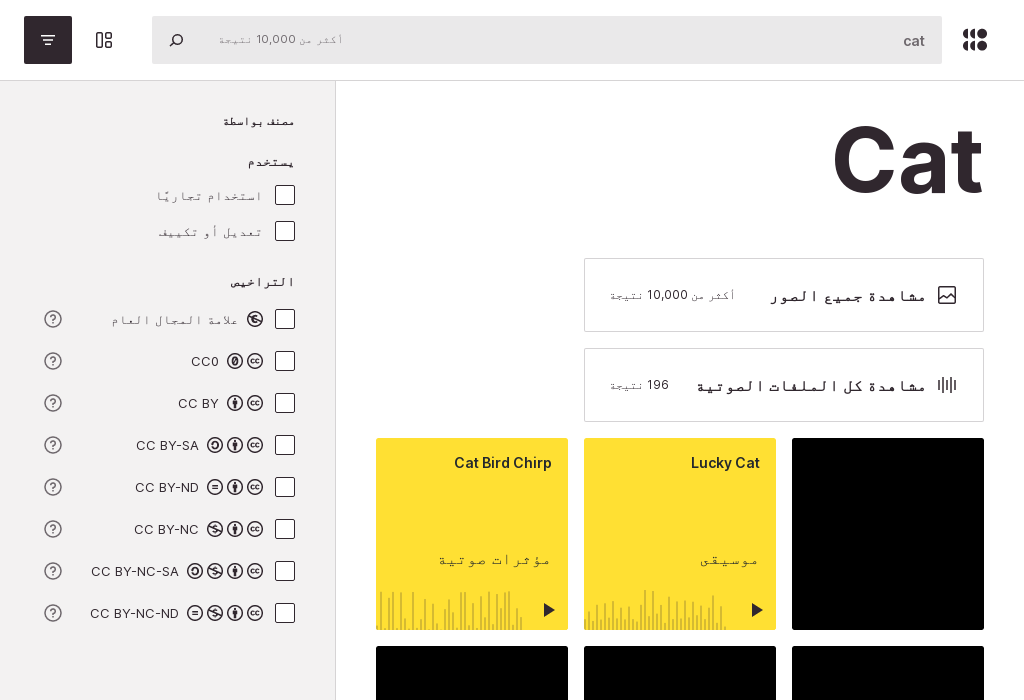 cat
أكثر من 10,000 نتيجة
Cat
مشاهدة جميع الصور
أكثر من 10,000 نتيجة
مشاهدة كل الملفات الصوتية
196 نتيجة
Lucky Cat
موسيقى
Cat Bird Chirp
مؤثرات صوتية
مصنف بواسطة
يستخدم
استخدام تجاريًا
تعديل أو تكييف
التراخيص
علامة المجال العام
CC0
CC BY
CC BY-SA
CC BY-ND
CC BY-NC
CC BY-NC-SA
CC BY-NC-ND